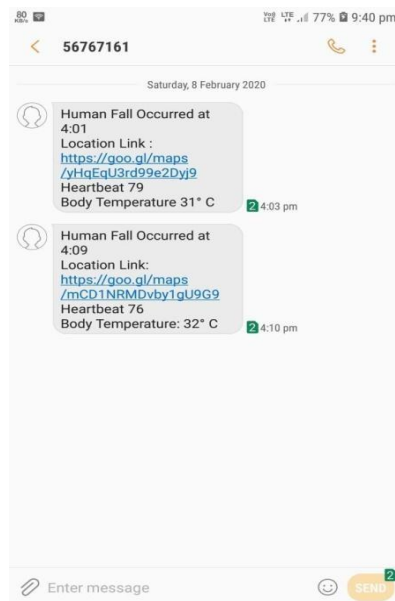 80
KB/s
VoO LTE LTE 77% 9:40 pm
56767161
Saturday, 8 February 2020
Human Fall Occurred at
4:01
Location Link :
https://goo.gl/maps
/yHqEqU3rd99e2Dyj9
Heartbeat 79
Body Temperature 31° C
2 4:03 pm
Human Fall Occurred at
4:09
Location Link:
https://goo.gl/maps
/mCD1NRMDvby1gU9G9
Heartbeat 76
Body Temperature: 32° C
2 4:10 pm
Enter message
SEND
2